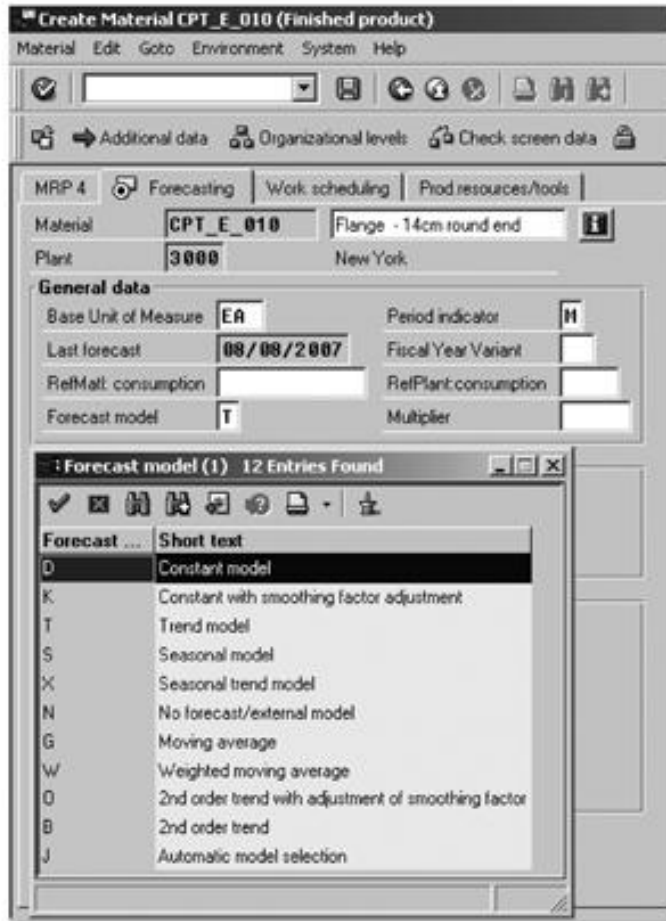 Create Material CPT_E_010 (Finished product)
Material Edit Goto Environment System Help
Additional data Organizational levels Check screen data
MRP 4 Forecasting Work scheduling Prod.resources/tools
Material CPT_E_010 Flange - 14cm round end
Plant 3000 New York
General data
Base Unit of Measure EA Period indicator M
Last forecast 08/08/2007 Fiscal Year Variant
RefMatl: consumption RefPlant:consumption
Forecast model T Multiplier
Forecast model (1) 12 Entries Found
Forecast ... Short text
D Constant model
K Constant with smoothing factor adjustment
T Trend model
S Seasonal model
X Seasonal trend model
N No forecast/external model
G Moving average
W Weighted moving average
O 2nd order trend with adjustment of smoothing factor
B 2nd order trend
J Automatic model selection